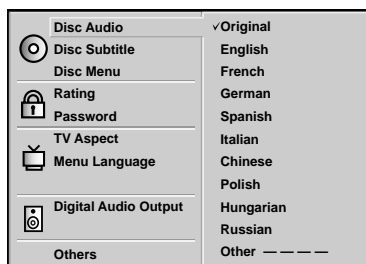 Disc Audio
Disc Subtitle
Disc Menu
Rating
Password
TV Aspect
Menu Language
Digital Audio Output
Others
✓Original
English
French
German
Spanish
Italian
Chinese
Polish
Hungarian
Russian
Other — — — —